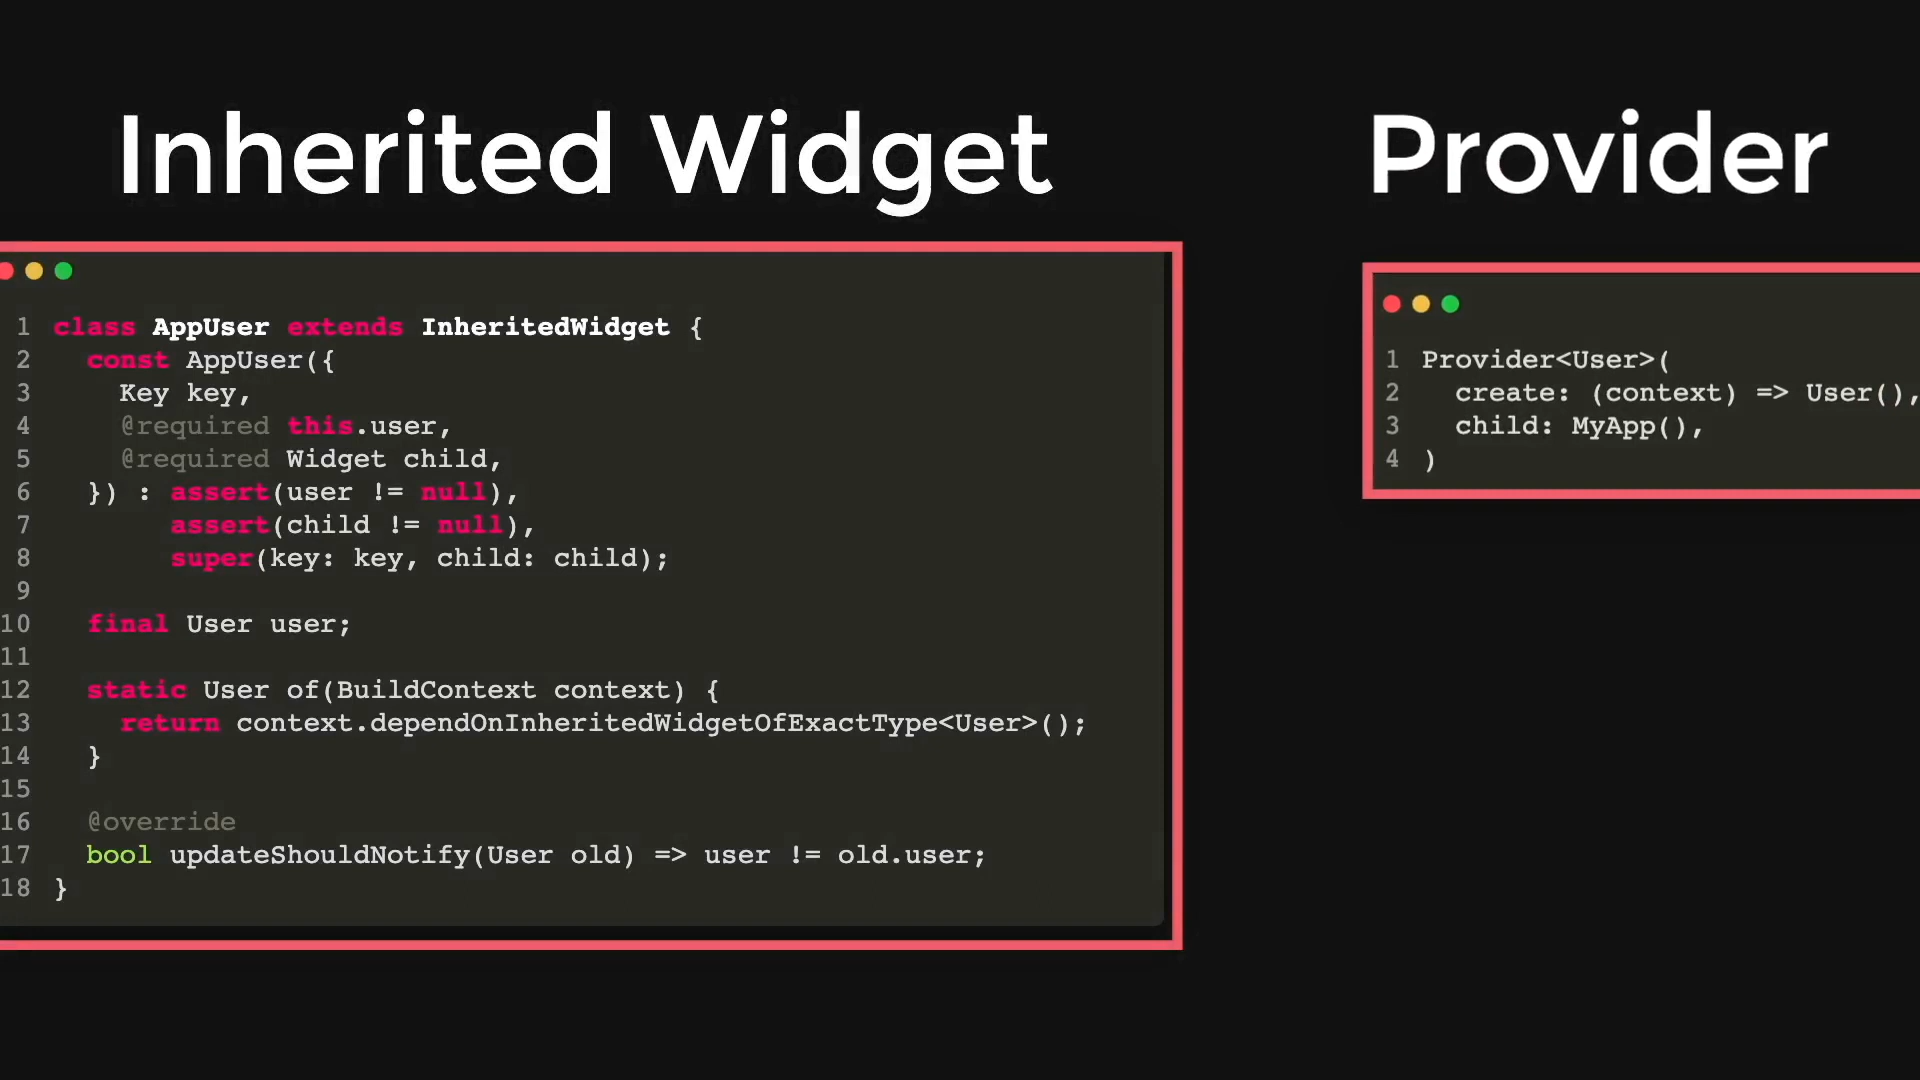 Inherited Widget
1 class AppUser extends InheritedWidget {
2   const AppUser({
3     Key key,
4     @required this.user,
5     @required Widget child,
6   }) : assert(user != null),
7        assert(child != null),
8        super(key: key, child: child);
9
10   final User user;
11
12   static User of(BuildContext context) {
13     return context.dependOnInheritedWidgetOfExactType<User>();
14   }
15
16   @override
17   bool updateShouldNotify(User old) => user != old.user;
18 }
Provider
1 Provider<User>(
2   create: (context) => User(),
3   child: MyApp(),
4 )